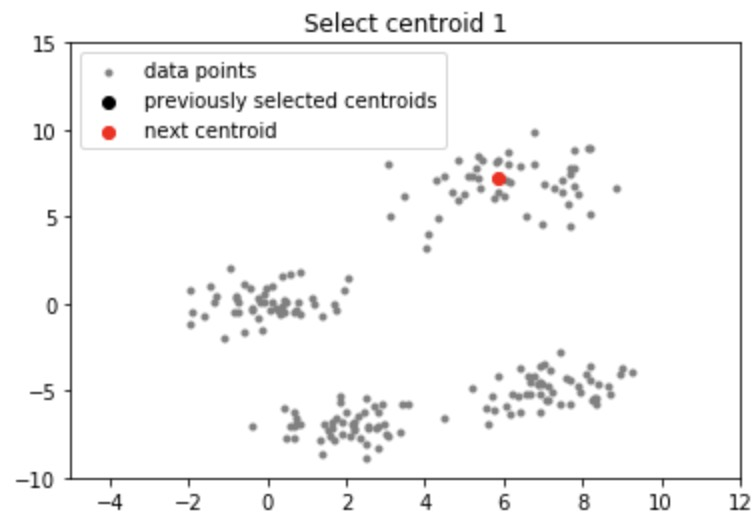 Select centroid 1
15
data points
previously selected centroids
next centroid
10
5
0
−5
−10
−4 −2 0 2 4 6 8 10 12